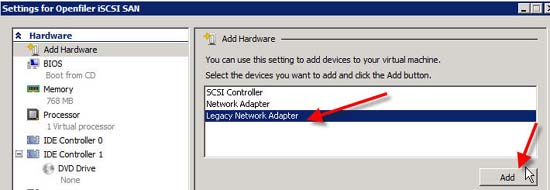 Settings for Openfiler iSCSI SAN
Hardware
Add Hardware
BIOS
Boot from CD
Memory
768 MB
Processor
1 Virtual processor
IDE Controller 0
IDE Controller 1
DVD Drive
None
Add Hardware
You can use this setting to add devices to your virtual machine.
Select the devices you want to add and click the Add button.
SCSI Controller
Network Adapter
Legacy Network Adapter
Add